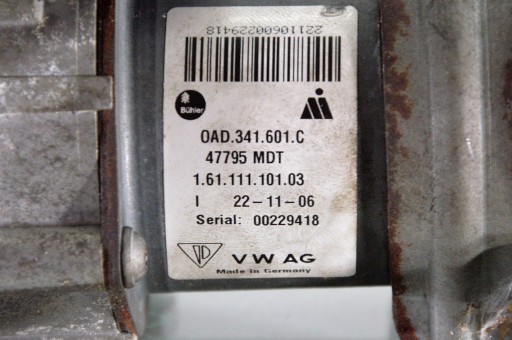 22110600229418
Bühler
0AD.341.601.C
47795 MDT
1.61.111.101.03
I 22-11-06
Serial: 00229418
VW AG
Made in Germany